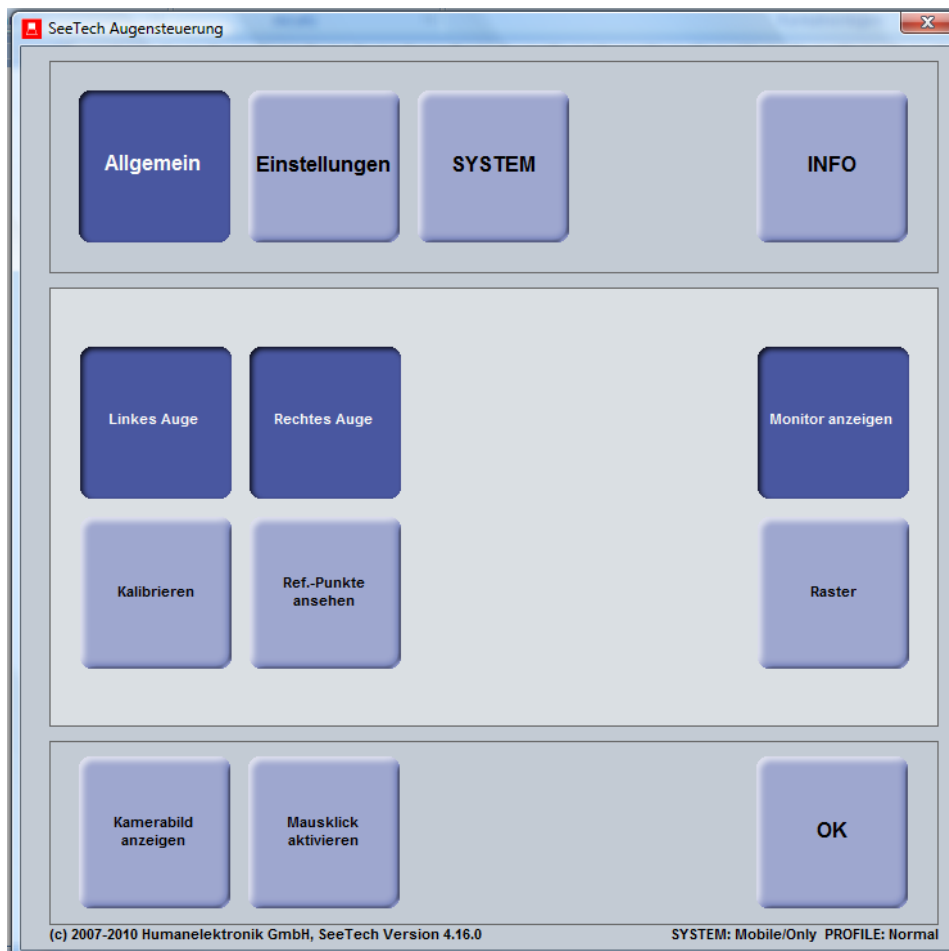 SeeTech Augensteuerung
Allgemein
Einstellungen
SYSTEM
INFO
Linkes Auge
Rechtes Auge
Monitor anzeigen
Kalibrieren
Ref.-Punkte
ansehen
Raster
Kamerabild
anzeigen
Mausklick
aktivieren
OK
(c) 2007-2010 Humanelektronik GmbH, SeeTech Version 4.16.0
SYSTEM: Mobile/Only PROFILE: Normal